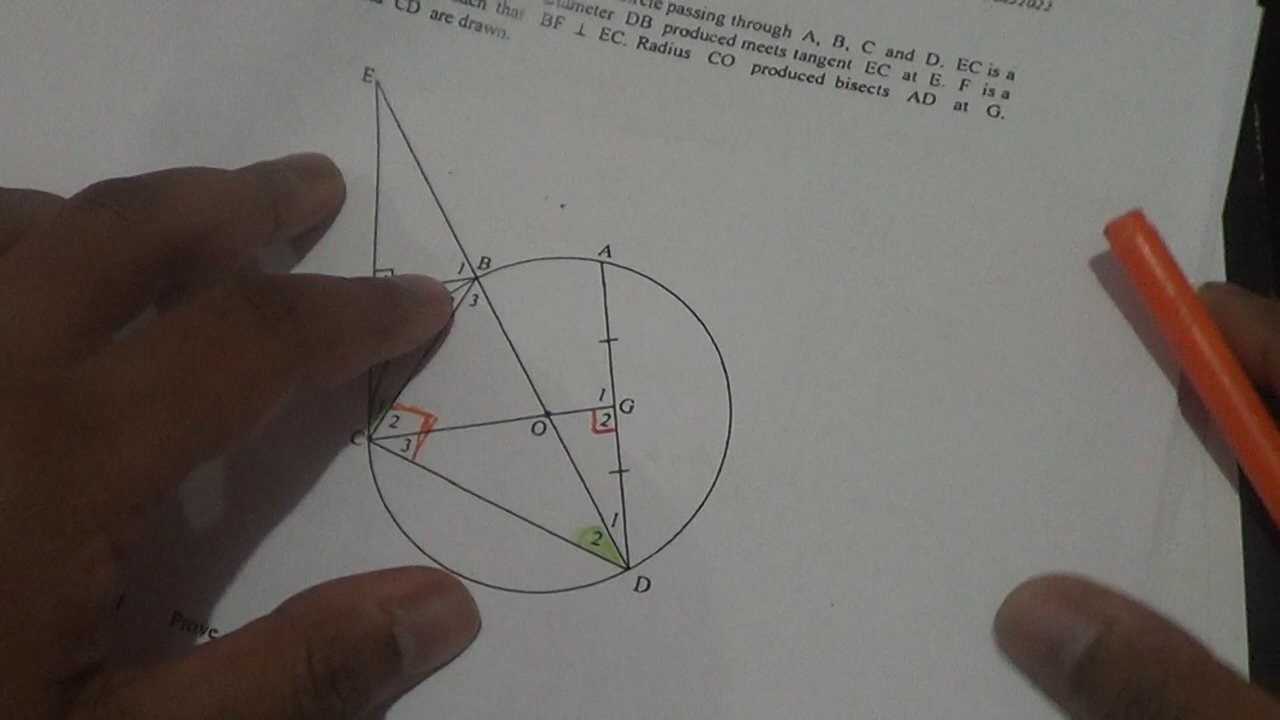 passing through A, B, C and D. EC is a
DB produced meets tangent EC at E. F is a
that BF ⊥ EC. Radius CO produced bisects AD at G.
CD are drawn.
E
1 B
3
A
1 G
2
O
C 2
3
1
2
D
Prove